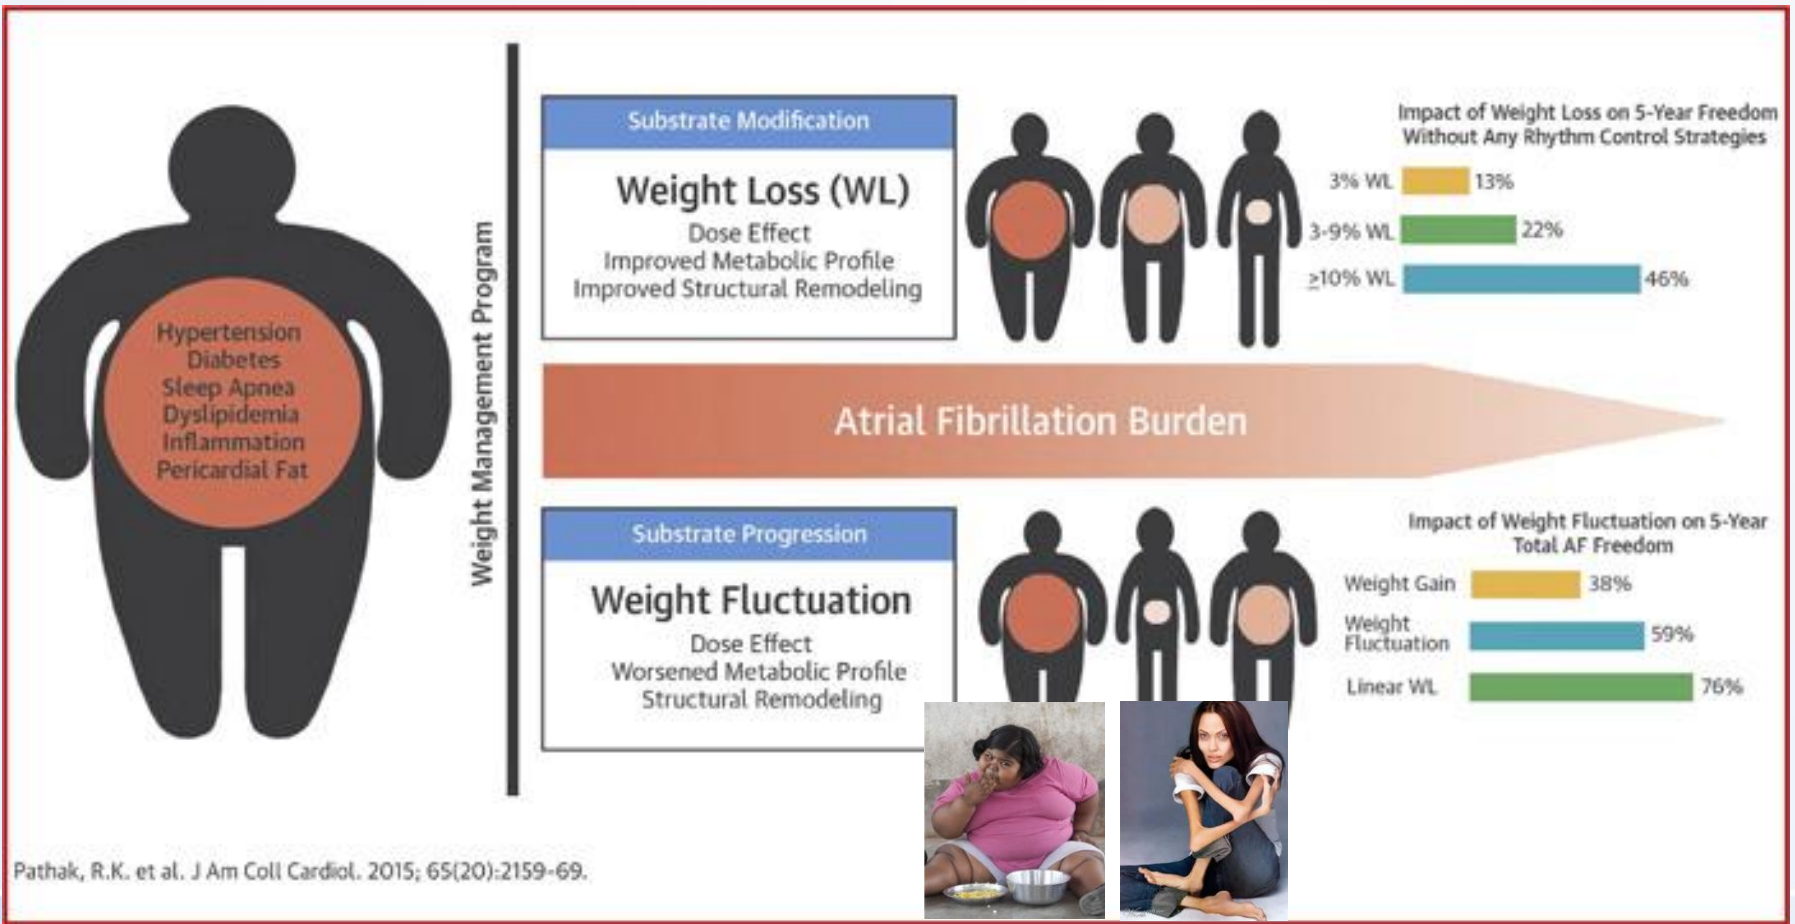 Hypertension
Diabetes
Sleep Apnea
Dyslipidemia
Inflammation
Pericardial Fat
Weight Management Program
Substrate Modification
Weight Loss (WL)
Dose Effect
Improved Metabolic Profile
Improved Structural Remodeling
Impact of Weight Loss on 5-Year Freedom
Without Any Rhythm Control Strategies
3% WL 13%
3-9% WL 22%
≥10% WL 46%
Atrial Fibrillation Burden
Substrate Progression
Weight Fluctuation
Dose Effect
Worsened Metabolic Profile
Structural Remodeling
Impact of Weight Fluctuation on 5-Year
Total AF Freedom
Weight Gain 38%
Weight
Fluctuation 59%
Linear WL 76%
Pathak, R.K. et al. J Am Coll Cardiol. 2015; 65(20):2159-69.